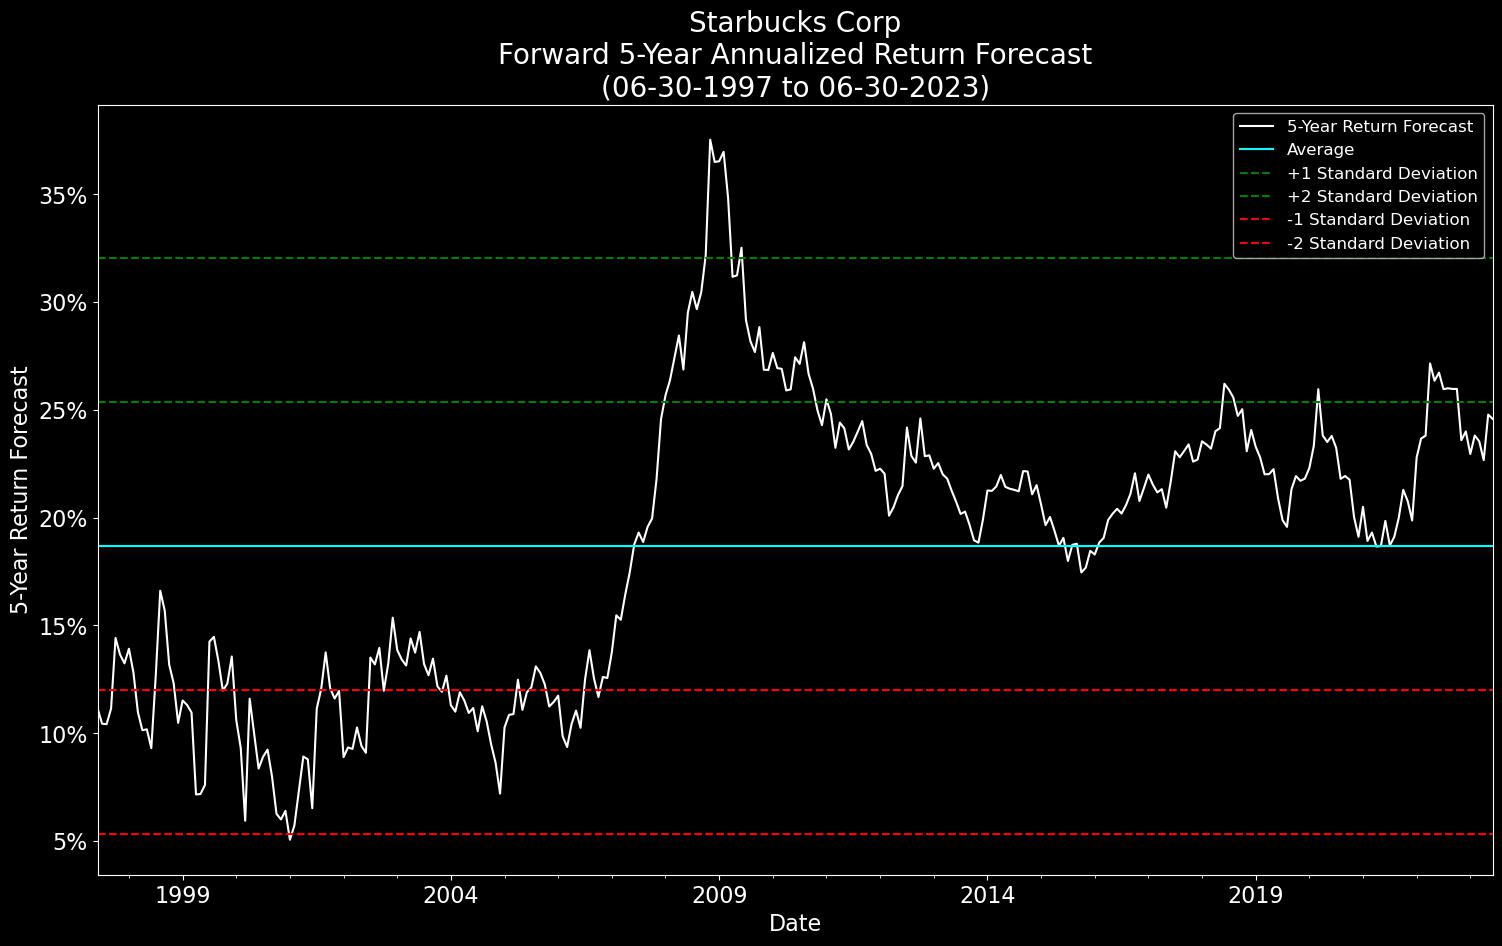 Starbucks Corp
Forward 5-Year Annualized Return Forecast
(06-30-1997 to 06-30-2023)
5-Year Return Forecast
Average
+1 Standard Deviation
+2 Standard Deviation
-1 Standard Deviation
-2 Standard Deviation
5-Year Return Forecast
35%
30%
25%
20%
15%
10%
5%
1999 2004 2009 2014 2019
Date